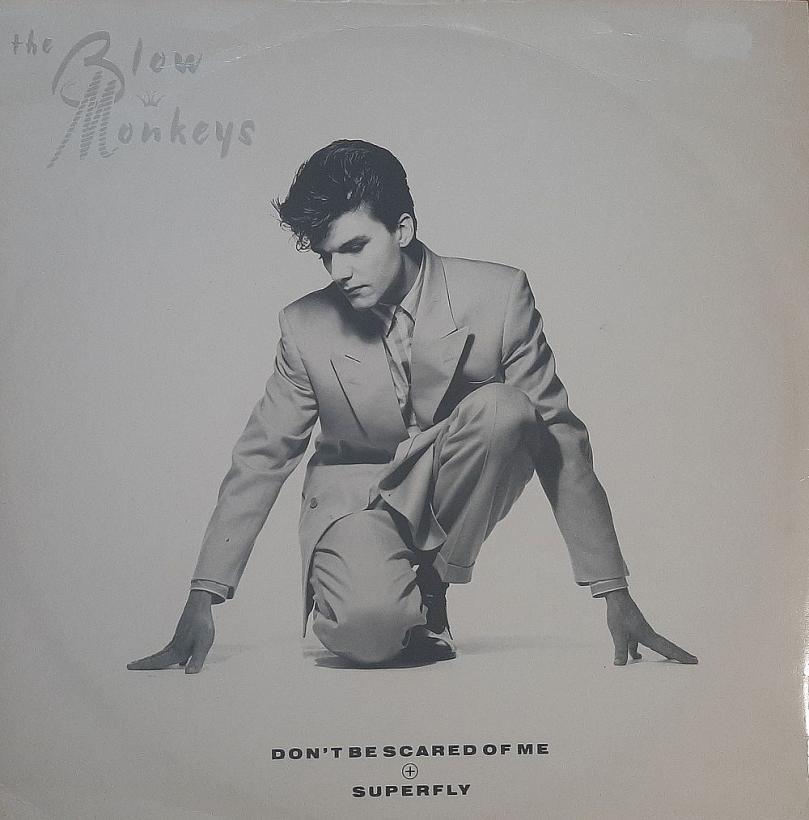 the Blow
Monkeys
DON'T BE SCARED OF ME
+
SUPERFLY